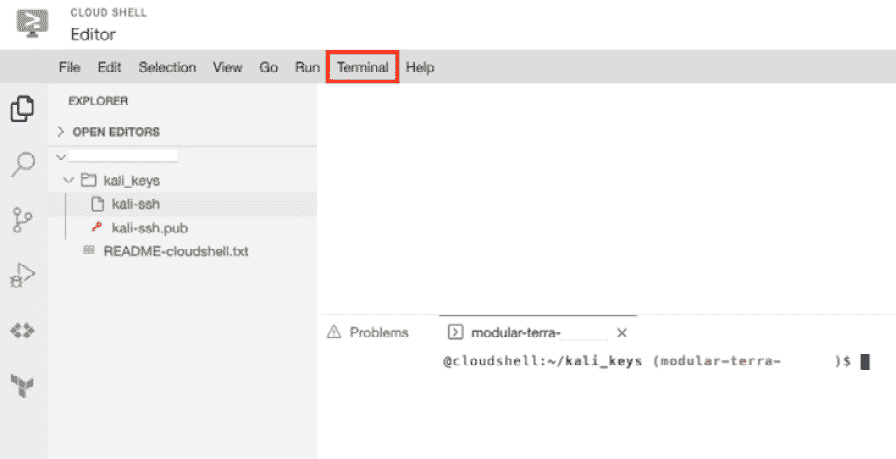 CLOUD SHELL
Editor
File Edit Selection View Go Run Terminal Help
EXPLORER
OPEN EDITORS
kali_keys
kali-ssh
kali-ssh.pub
README-cloudshell.txt
Problems modular-terra-
@cloudshell:~/kali_keys (modular-terra- )$